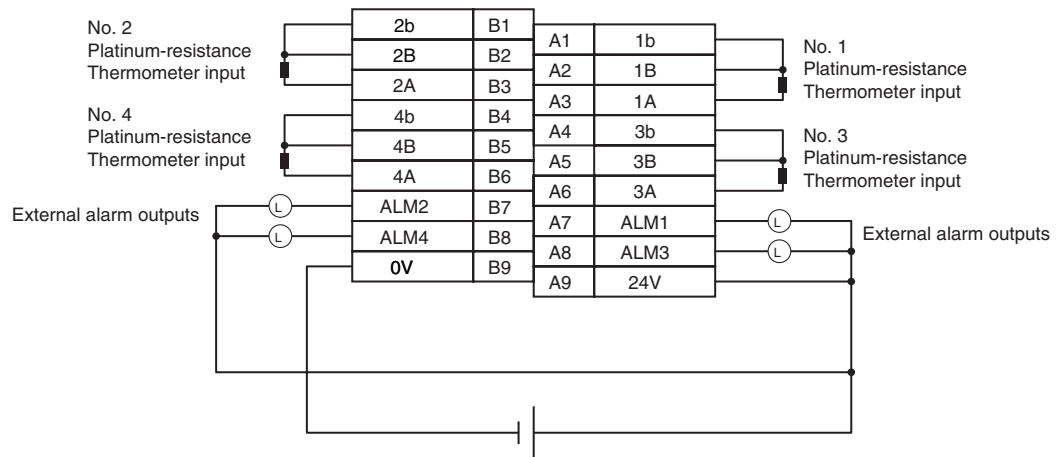 No. 2
Platinum-resistance
Thermometer input
No. 4
Platinum-resistance
Thermometer input
External alarm outputs
2b B1
2B B2
2A B3
4b B4
4B B5
4A B6
L ALM2 B7
L ALM4 B8
0V B9
A1 1b
A2 1B
A3 1A
A4 3b
A5 3B
A6 3A
A7 ALM1 L
A8 ALM3 L
A9 24V
No. 1
Platinum-resistance
Thermometer input
No. 3
Platinum-resistance
Thermometer input
External alarm outputs